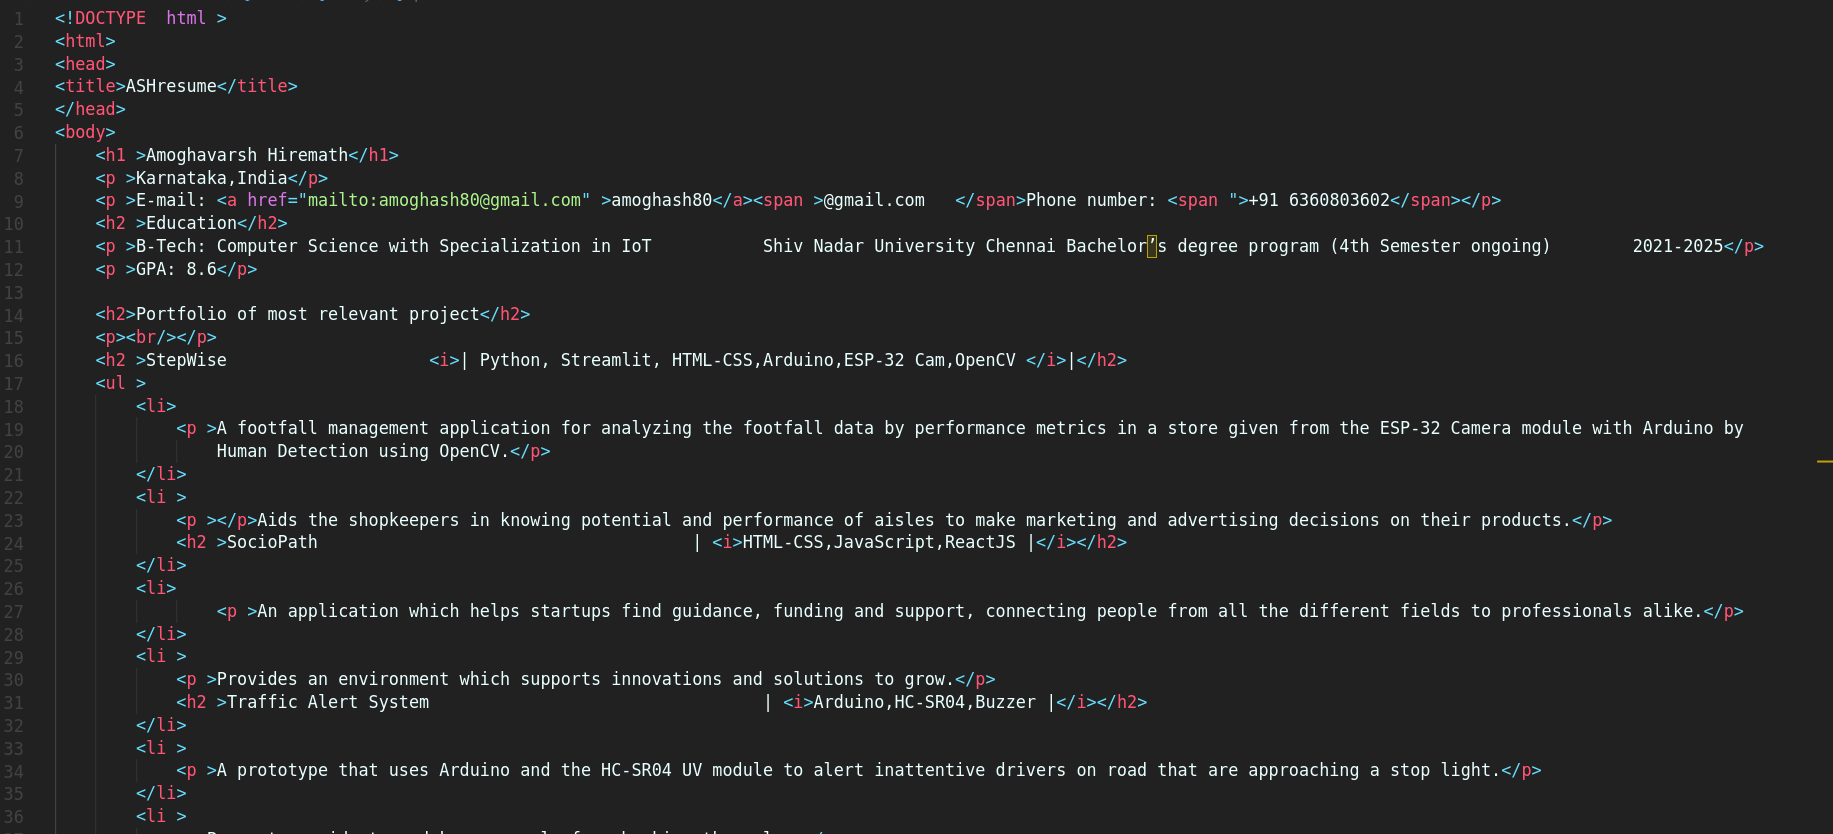 1 <!DOCTYPE  html >
2 <html>
3 <head>
4 <title>ASHresume</title>
5 </head>
6 <body>
7     <h1 >Amoghavarsh Hiremath</h1>
8     <p >Karnataka,India</p>
9     <p >E-mail: <a href="mailto:amoghash80@gmail.com" >amoghash80</a><span >@gmail.com   </span>Phone number: <span ">+91 6360803602</span></p>
10     <h2 >Education</h2>
11     <p >B-Tech: Computer Science with Specialization in IoT           Shiv Nadar University Chennai Bachelor’s degree program (4th Semester ongoing)        2021-2025</p>
12     <p >GPA: 8.6</p>
13
14     <h2>Portfolio of most relevant project</h2>
15     <p><br/></p>
16     <h2 >StepWise                    <i>| Python, Streamlit, HTML-CSS,Arduino,ESP-32 Cam,OpenCV </i>|</h2>
17     <ul >
18         <li>
19             <p >A footfall management application for analyzing the footfall data by performance metrics in a store given from the ESP-32 Camera module with Arduino by
20                 Human Detection using OpenCV.</p>
21         </li>
22         <li >
23             <p ></p>Aids the shopkeepers in knowing potential and performance of aisles to make marketing and advertising decisions on their products.</p>
24             <h2 >SocioPath                                     | <i>HTML-CSS,JavaScript,ReactJS |</i></h2>
25         </li>
26         <li>
27                 <p >An application which helps startups find guidance, funding and support, connecting people from all the different fields to professionals alike.</p>
28         </li>
29         <li >
30             <p >Provides an environment which supports innovations and solutions to grow.</p>
31             <h2 >Traffic Alert System                                 | <i>Arduino,HC-SR04,Buzzer |</i></h2>
32         </li>
33         <li >
34             <p >A prototype that uses Arduino and the HC-SR04 UV module to alert inattentive drivers on road that are approaching a stop light.</p>
35         </li>
36         <li >